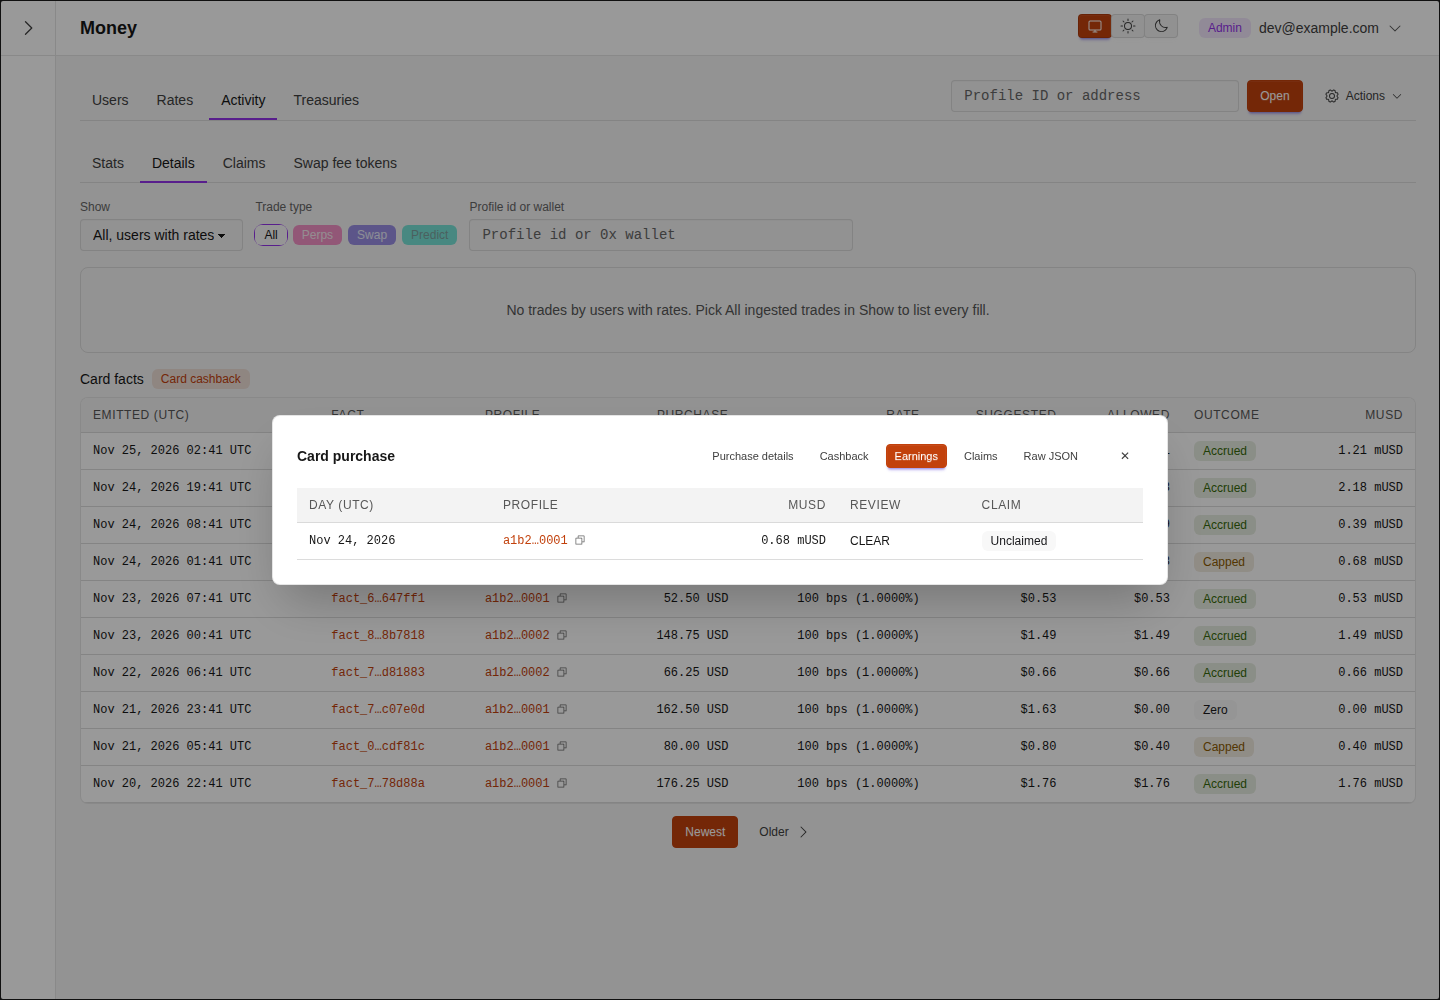 Money
Admin dev@example.com
Users Rates Activity Treasuries
Profile ID or address Open Actions
Stats Details Claims Swap fee tokens
Show Trade type Profile id or wallet
All, users with rates All Perps Swap Predict Profile id or 0x wallet
No trades by users with rates. Pick All ingested trades in Show to list every fill.
Card facts Card cashback
EMITTED (UTC) FACT PROFILE PURCHASE RATE SUGGESTED ALLOWED OUTCOME MUSD
Nov 25, 2026 02:41 UTC Accrued 1.21 mUSD
Nov 24, 2026 19:41 UTC Accrued 2.18 mUSD
Nov 24, 2026 08:41 UTC Accrued 0.39 mUSD
Nov 24, 2026 01:41 UTC Capped 0.68 mUSD
Card purchase Purchase details Cashback Earnings Claims Raw JSON ×
DAY (UTC) PROFILE MUSD REVIEW CLAIM
Nov 24, 2026 a1b2…0001 0.68 mUSD CLEAR Unclaimed
Nov 23, 2026 07:41 UTC fact_6…647ff1 a1b2…0001 52.50 USD 100 bps (1.0000%) $0.53 $0.53 Accrued 0.53 mUSD
Nov 23, 2026 00:41 UTC fact_8…8b7818 a1b2…0002 148.75 USD 100 bps (1.0000%) $1.49 $1.49 Accrued 1.49 mUSD
Nov 22, 2026 06:41 UTC fact_7…d81883 a1b2…0002 66.25 USD 100 bps (1.0000%) $0.66 $0.66 Accrued 0.66 mUSD
Nov 21, 2026 23:41 UTC fact_7…c07e0d a1b2…0001 162.50 USD 100 bps (1.0000%) $1.63 $0.00 Zero 0.00 mUSD
Nov 21, 2026 05:41 UTC fact_0…cdf81c a1b2…0001 80.00 USD 100 bps (1.0000%) $0.80 $0.40 Capped 0.40 mUSD
Nov 20, 2026 22:41 UTC fact_7…78d88a a1b2…0001 176.25 USD 100 bps (1.0000%) $1.76 $1.76 Accrued 1.76 mUSD
Newest Older